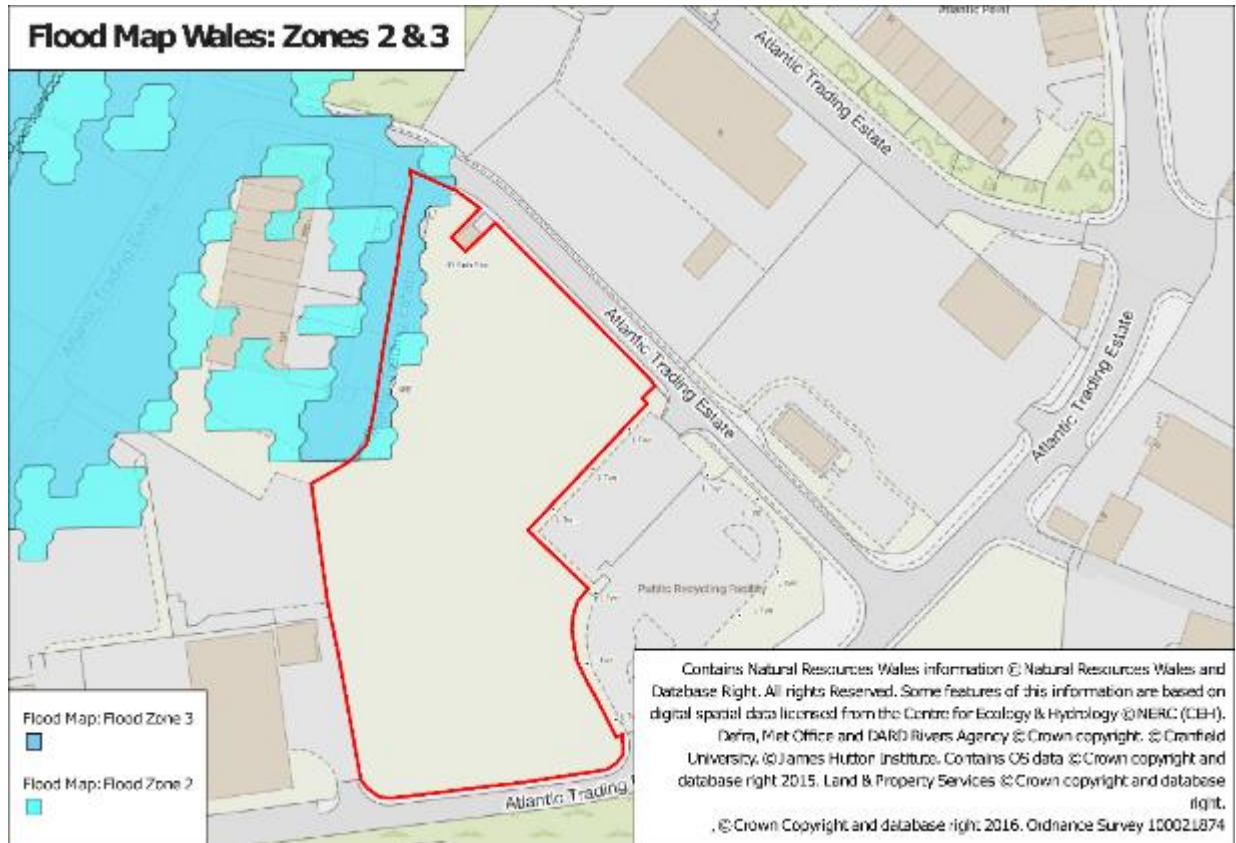 Flood Map Wales: Zones 2 & 3
Atlantic Point
Atlantic Trading Estate
Atlantic Trading Estate
Atlantic Trading Estate
Atlantic Trading Estate
Public Recycling Facility
Atlantic Trading
Flood Map: Flood Zone 3
Flood Map: Flood Zone 2
Contains Natural Resources Wales information © Natural Resources Wales and
Database Right. All rights Reserved. Some features of this information are based on
digital spatial data licensed from the Centre for Ecology & Hydrology © NERC (CEH).
Defra, Met Office and DARD Rivers Agency © Crown copyright. © Cranfield
University. © James Hutton Institute. Contains OS data © Crown copyright and
database right 2015. Land & Property Services © Crown copyright and database
right.
, © Crown Copyright and database right 2016. Ordnance Survey 100021874